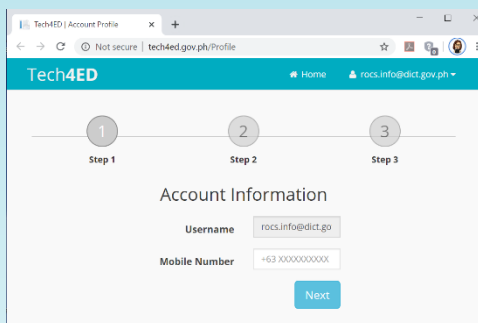 Tech4ED | Account Profile
Not secure | tech4ed.gov.ph/Profile
Tech4ED
Home
rocs.info@dict.gov.ph
1
2
3
Step 1
Step 2
Step 3
Account Information
Username
rocs.info@dict.go
Mobile Number
+63 XXXXXXXXXX
Next